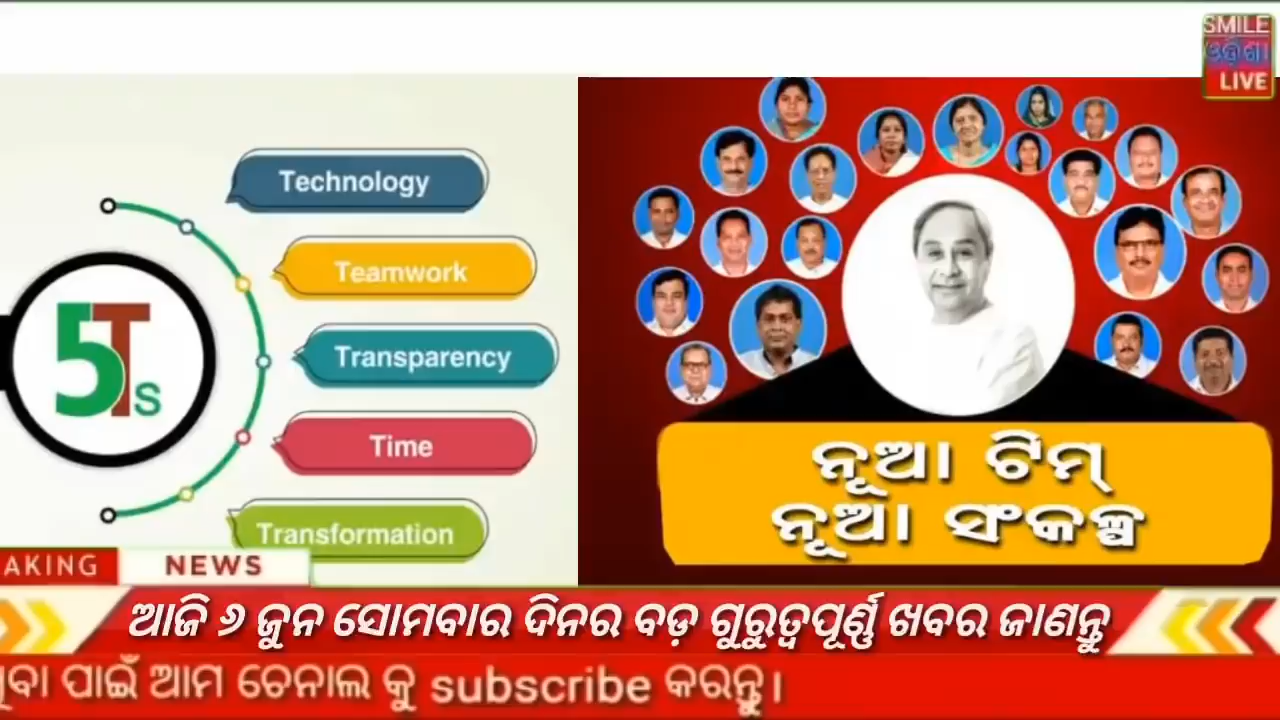 SMILE
ଓଡ଼ିଶା
LIVE
Technology
Teamwork
5Ts
Transparency
Time
Transformation
ନୂଆ ଟିମ୍
ନୂଆ ସଂକଳ୍ପ
AKING NEWS
ଆଜି ୬ ଜୁନ ସୋମବାର ଦିନର ବଡ଼ ଗୁରୁତ୍ୱପୂର୍ଣ୍ଣ ଖବର ଜାଣନ୍ତୁ
ପାଇଁ ଆମ ଚେନାଲ କୁ subscribe କରନ୍ତୁ।